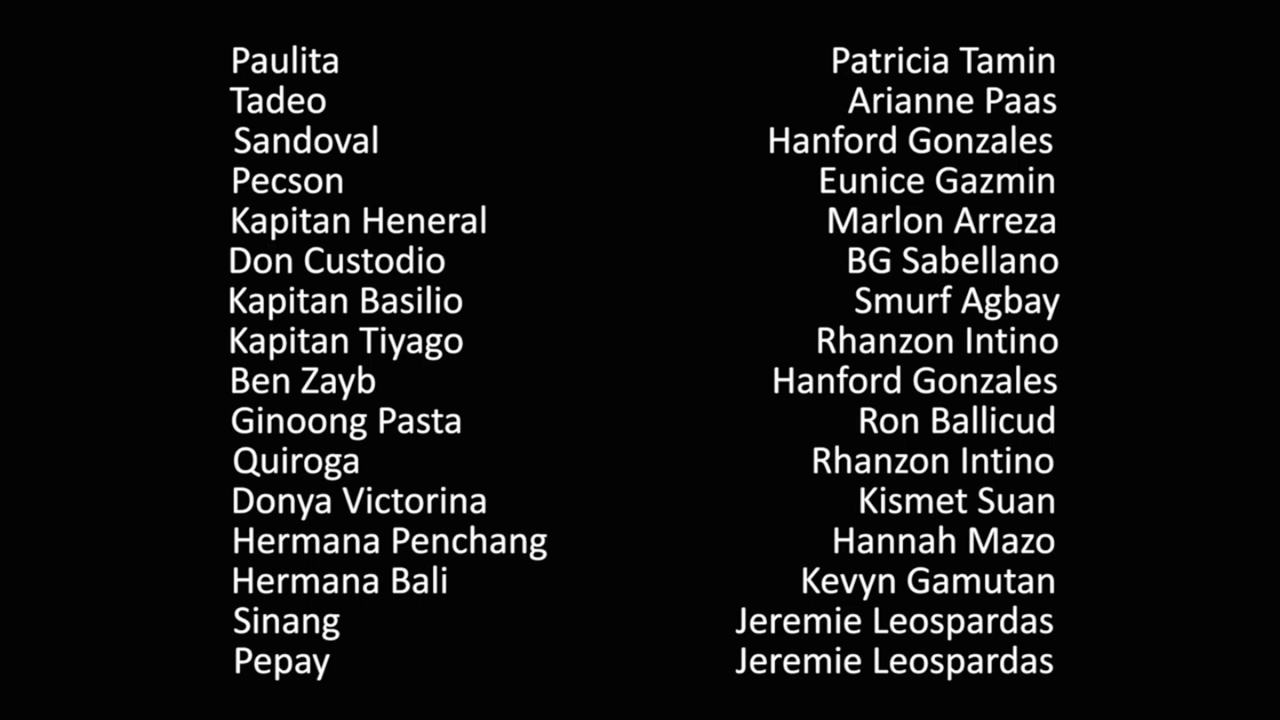 Paulita Patricia Tamin
Tadeo Arianne Paas
Sandoval Hanford Gonzales
Pecson Eunice Gazmin
Kapitan Heneral Marlon Arreza
Don Custodio BG Sabellano
Kapitan Basilio Smurf Agbay
Kapitan Tiyago Rhanzon Intino
Ben Zayb Hanford Gonzales
Ginoong Pasta Ron Ballicud
Quiroga Rhanzon Intino
Donya Victorina Kismet Suan
Hermana Penchang Hannah Mazo
Hermana Bali Kevyn Gamutan
Sinang Jeremie Leospardas
Pepay Jeremie Leospardas